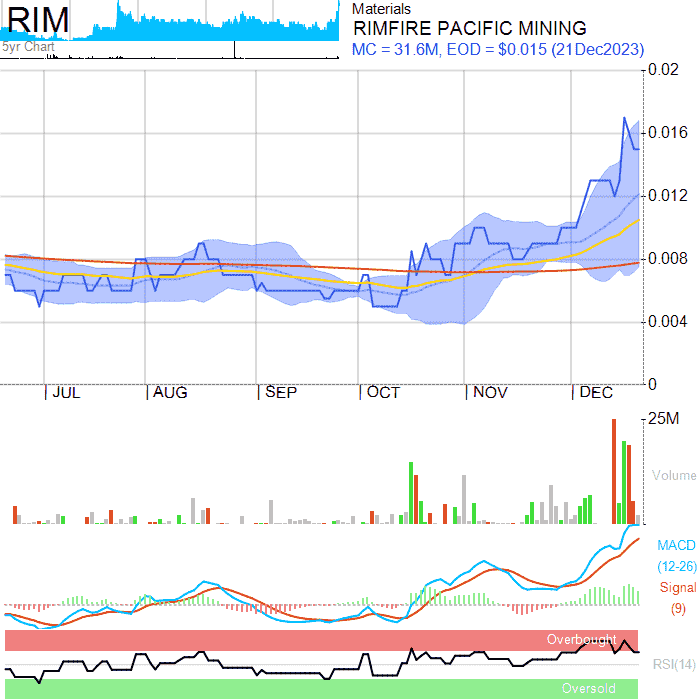 RIM
5yr Chart
Materials
RIMFIRE PACIFIC MINING
MC = 31.6M, EOD = $0.015 (21Dec2023)
0.02
0.016
0.012
0.008
0.004
0
JUL AUG SEP OCT NOV DEC
25M
Volume
MACD
(12-26)
Signal
(9)
Overbought
RSI(14)
Oversold